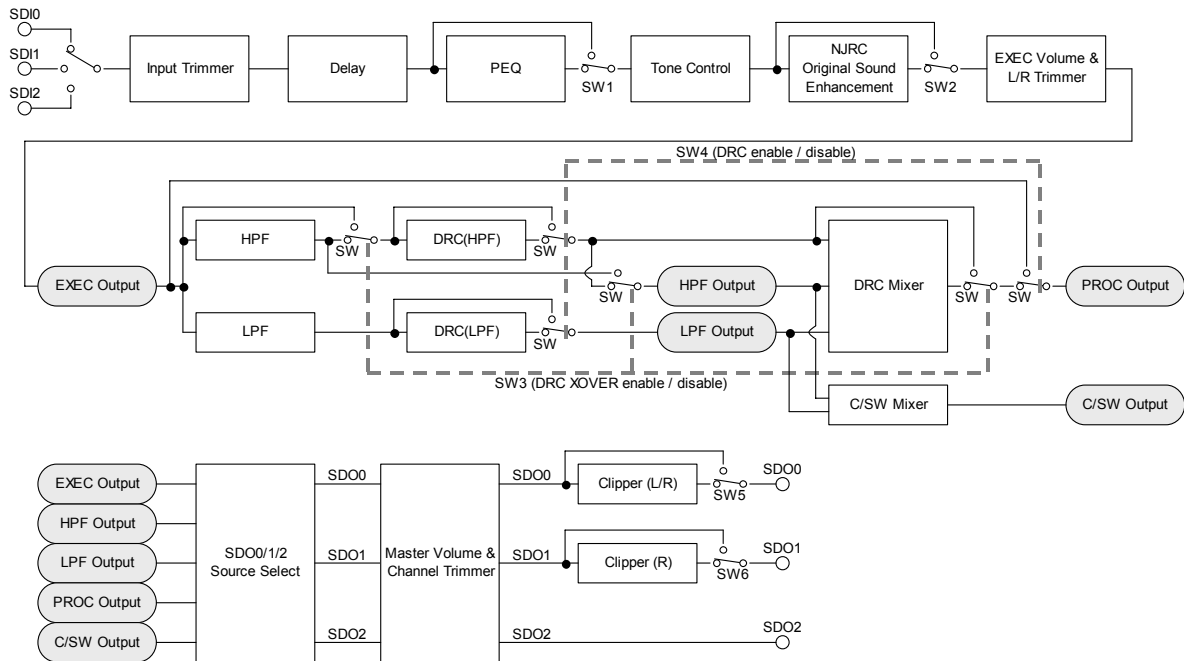 SDI0
SDI1
SDI2
Input Trimmer
Delay
PEQ
SW1
Tone Control
NJRC
Original Sound
Enhancement
SW2
EXEC Volume &
L/R Trimmer
SW4 (DRC enable / disable)
HPF
SW
DRC(HPF)
SW
EXEC Output
SW
HPF Output
DRC Mixer
SW
SW
PROC Output
LPF
DRC(LPF)
SW
LPF Output
SW3 (DRC XOVER enable / disable)
C/SW Mixer
C/SW Output
EXEC Output
HPF Output
LPF Output
PROC Output
C/SW Output
SDO0/1/2
Source Select
SDO0
SDO1
SDO2
Master Volume &
Channel Trimmer
SDO0
SDO1
SDO2
Clipper (L/R)
SW5
SDO0
Clipper (R)
SW6
SDO1
SDO2